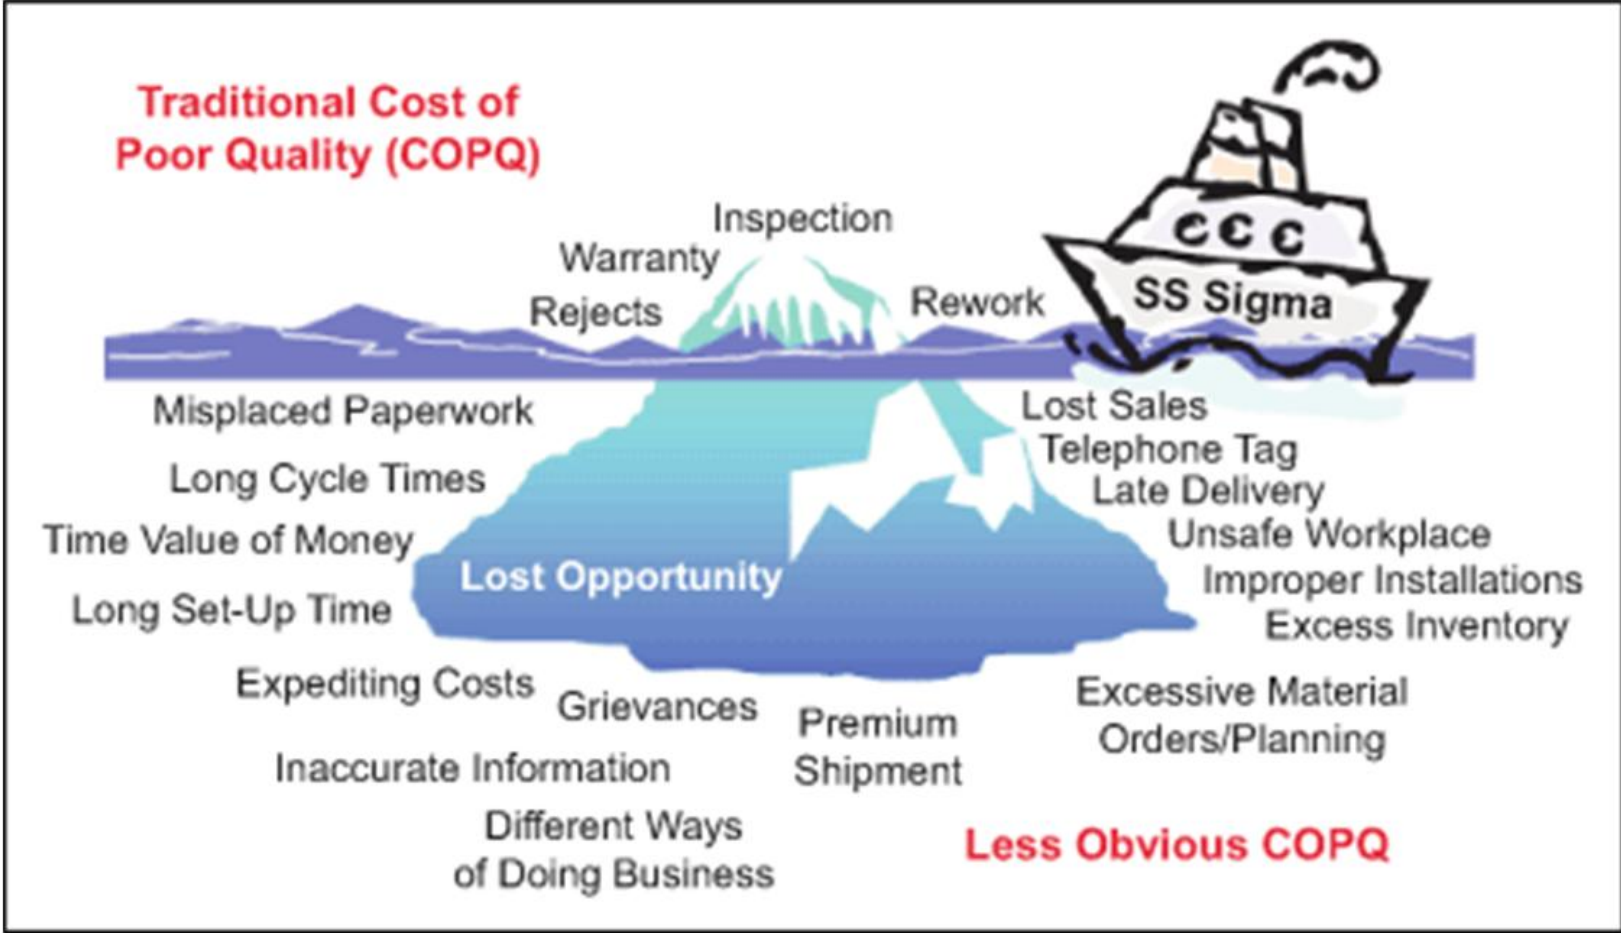 Traditional Cost of
Poor Quality (COPQ)
Inspection
Warranty
Rejects
Rework
SS Sigma
Misplaced Paperwork
Long Cycle Times
Time Value of Money
Long Set-Up Time
Lost Opportunity
Lost Sales
Telephone Tag
Late Delivery
Unsafe Workplace
Improper Installations
Excess Inventory
Expediting Costs
Grievances
Premium
Shipment
Excessive Material
Orders/Planning
Inaccurate Information
Different Ways
of Doing Business
Less Obvious COPQ